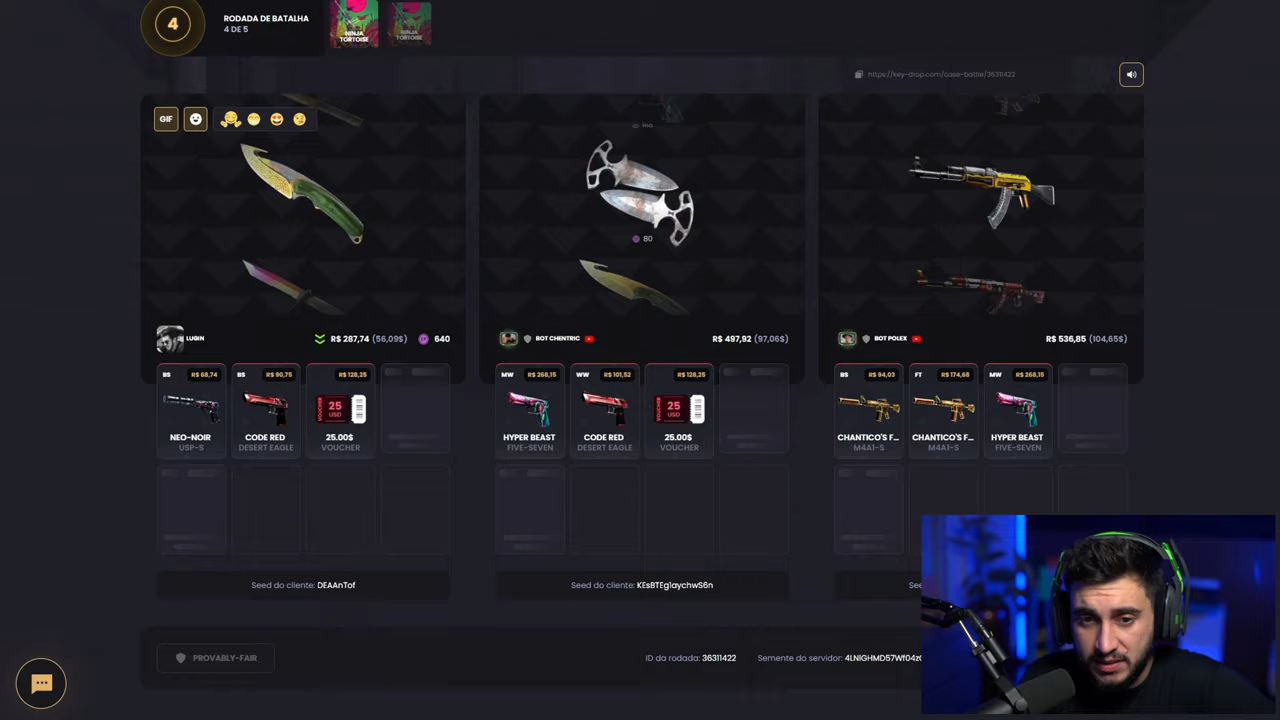 4
RODADA DE BATALHA
4 DE 5
NINJA
TORTOISE
NINJA
TORTOISE
https://key-drop.com/case-battle/36311422
GIF
80
LUGIN
R$ 287,74 (56,09$)
640
BOT CHENTRIC
R$ 497,92 (97,06$)
BOT POLEX
R$ 536,85 (104,65$)
BS R$ 68,74
BS R$ 90,75
R$ 128,25
MW R$ 268,15
WW R$ 101,52
R$ 128,25
BS R$ 94,03
FT R$ 174,68
MW R$ 268,15
VOUCHER
25
USD
VOUCHER
25
USD
NEO-NOIR
CODE RED
25.00$
HYPER BEAST
CODE RED
25.00$
CHANTICO'S F...
CHANTICO'S F...
HYPER BEAST
USP-S
DESERT EAGLE
VOUCHER
FIVE-SEVEN
DESERT EAGLE
VOUCHER
M4A1-S
M4A1-S
FIVE-SEVEN
Seed do cliente: DEAAnTof
Seed do cliente: KEsBTEg1aychwS6n
See
PROVABLY-FAIR
ID da rodada: 36311422
Semente do servidor: 4LNIGHMD57Wf04z